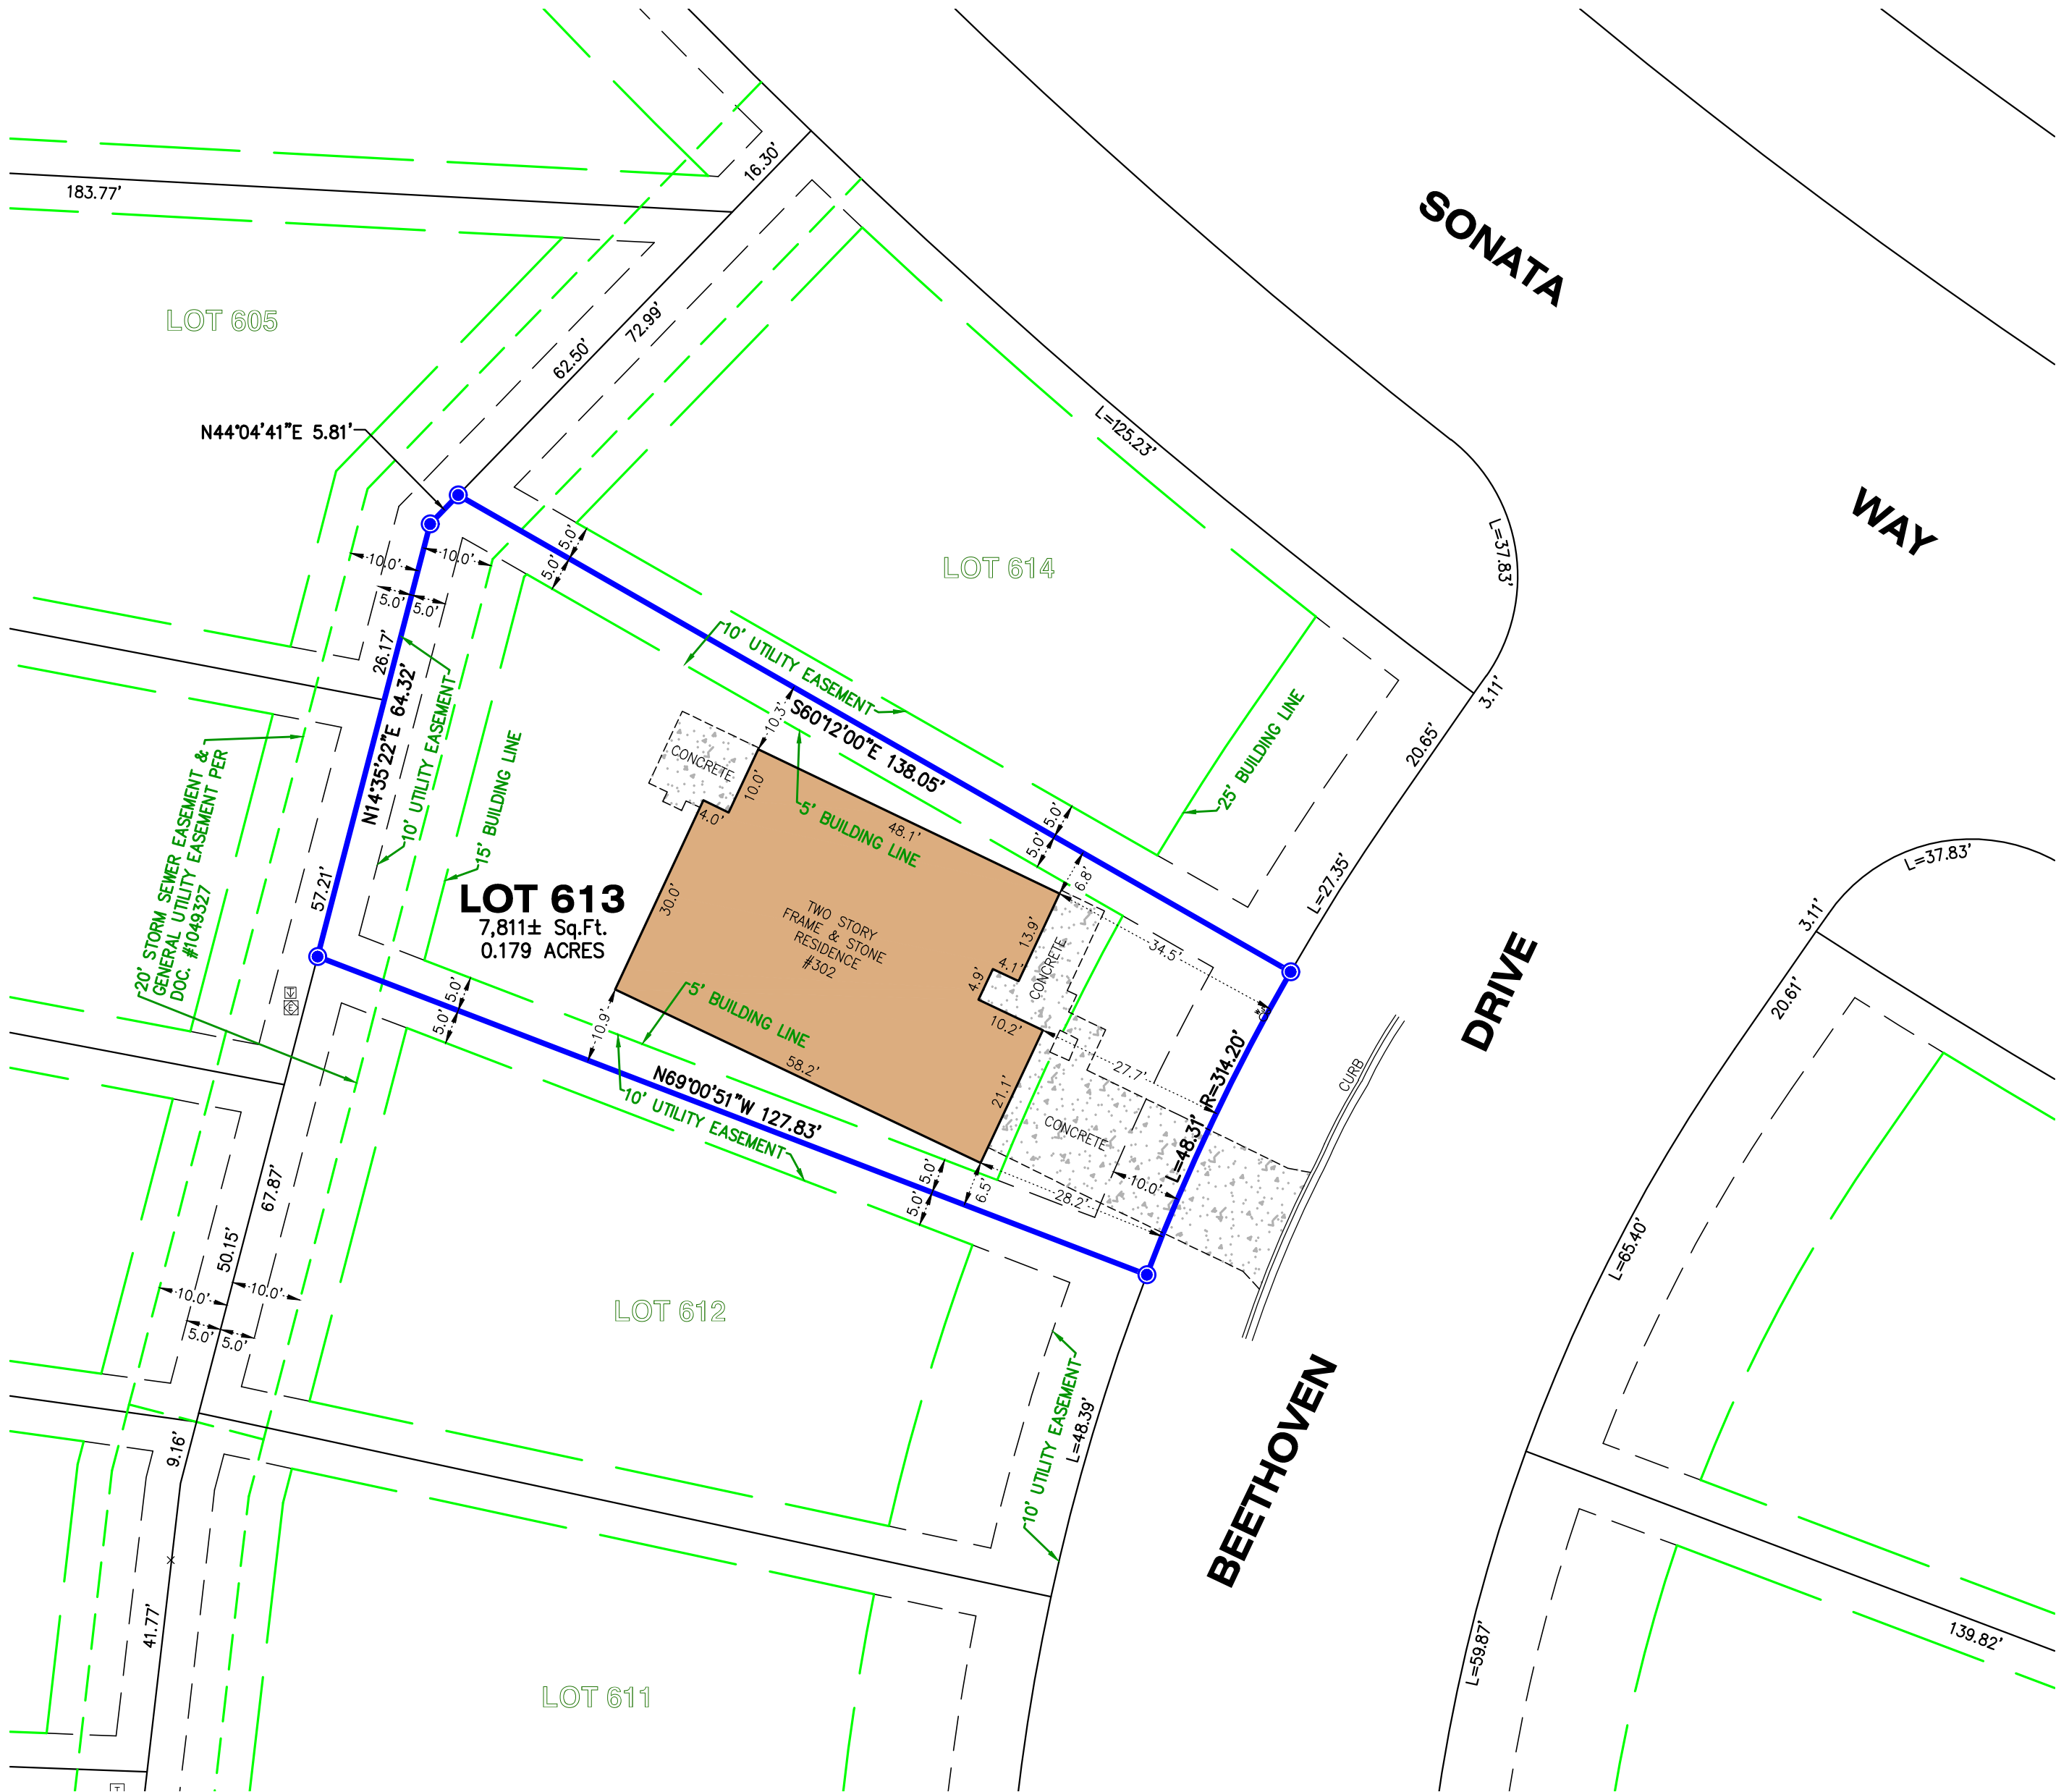 183.77'
16.30'
SONATA
WAY
LOT 605
72.99'
62.50'
N44°04'41"E 5.81'
L=125.23'
L=37.83'
3.11'
20.65'
LOT 614
5.0'
5.0'
10.0'
10.0'
5.0'
5.0'
26.17'
N14°35'22"E 64.32'
57.21'
10' UTILITY EASEMENT
15' BUILDING LINE
10' UTILITY EASEMENT
S60°12'00"E 138.05'
10.3'
25' BUILDING LINE
L=27.35'
20' STORM SEWER EASEMENT &
GENERAL UTILITY EASEMENT PER
DOC. #1049327
CONCRETE
10.0'
4.0'
48.1'
5' BUILDING LINE
5.0'
5.0'
6.8'
LOT 613
7,811± Sq.Ft.
0.179 ACRES
30.0'
TWO STORY
FRAME & STONE
RESIDENCE
#302
13.9'
4.1'
4.9'
10.2'
CONCRETE
34.5'
27.7'
21.1'
CONCRETE
5' BUILDING LINE
58.2'
10.9'
5.0'
5.0'
N69°00'51"W 127.83'
10' UTILITY EASEMENT
5.0'
5.0'
6.5'
28.2'
10.0'
L=48.31' R=314.20'
CURB
DRIVE
BEETHOVEN
L=37.83'
3.11'
20.61'
L=65.40'
67.87'
50.15'
10.0'
10.0'
5.0'
5.0'
LOT 612
10' UTILITY EASEMENT
L=48.39'
9.16'
41.77'
LOT 611
L=59.87'
139.82'